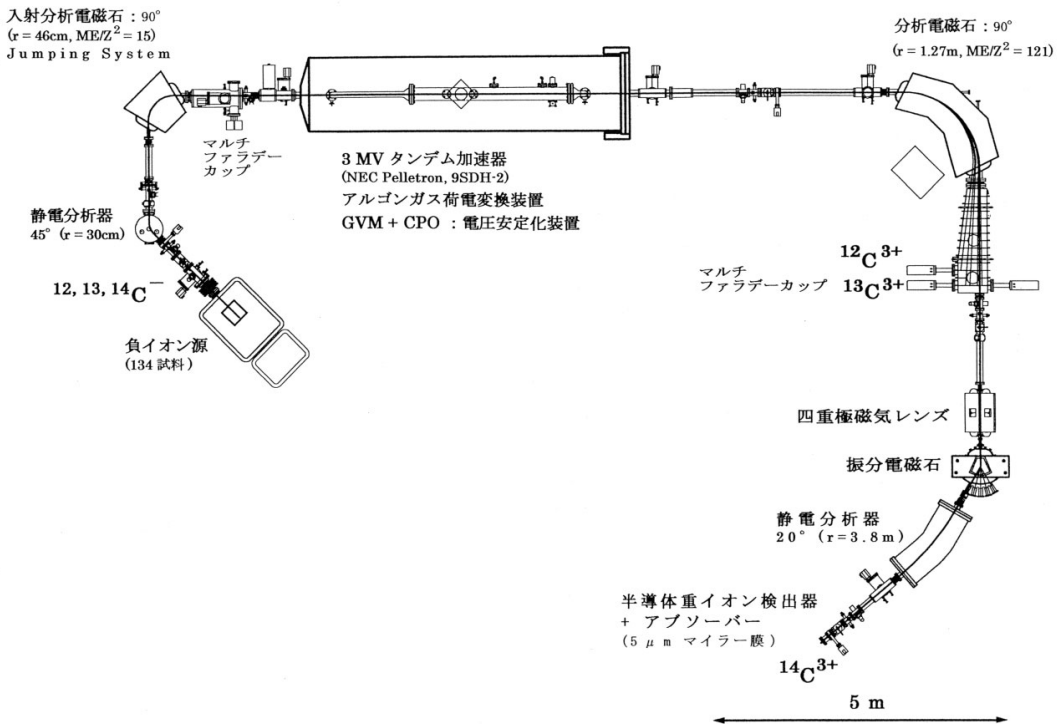 入射分析電磁石：90°
(r = 46cm, ME/Z² = 15)
Jumping System
分析電磁石：90°
(r = 1.27m, ME/Z² = 121)
マルチ
ファラデー
カップ
3 MV タンデム加速器
(NEC Pelletron, 9SDH-2)
アルゴンガス荷電変換装置
GVM + CPO ：電圧安定化装置
静電分析器
45° (r = 30cm)
12, 13, 14C⁻
負イオン源
(134 試料)
マルチ
ファラデーカップ
12C3+
13C3+
四重極磁気レンズ
振分電磁石
静電分析器
20° (r=3.8m)
半導体重イオン検出器
+ アブソーバー
(5 μm マイラー膜)
14C3+
5 m